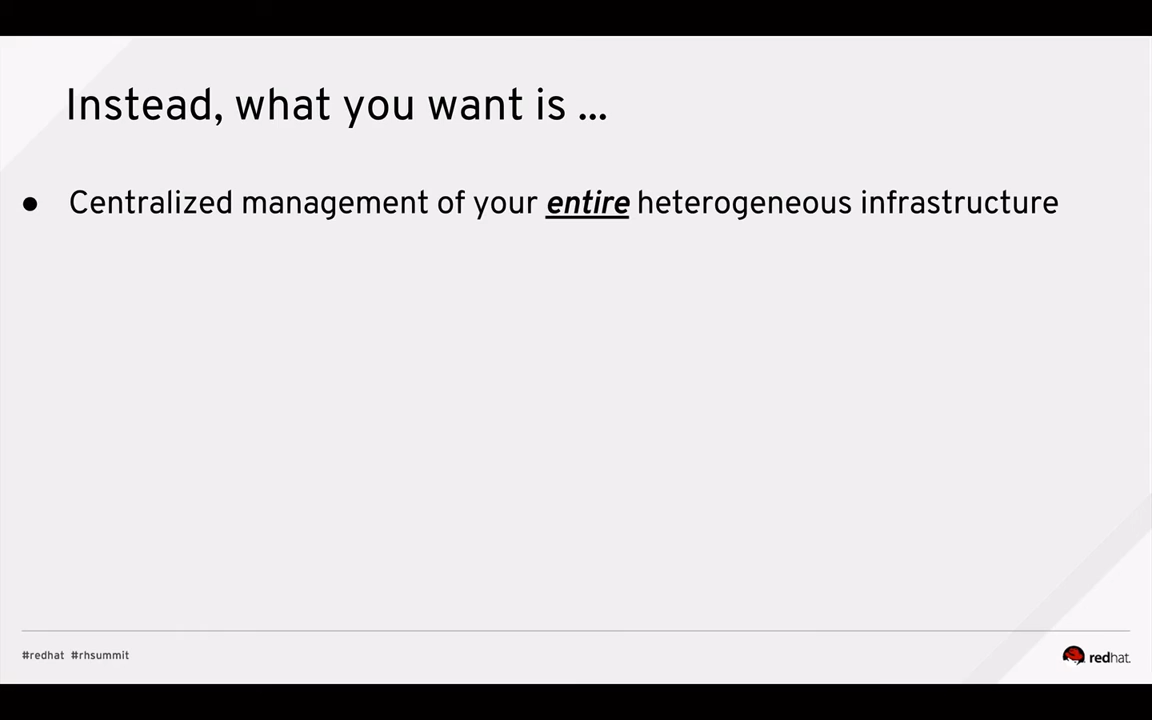 Instead, what you want is ...
● Centralized management of your entire heterogeneous infrastructure
#redhat #rhsummit
redhat.